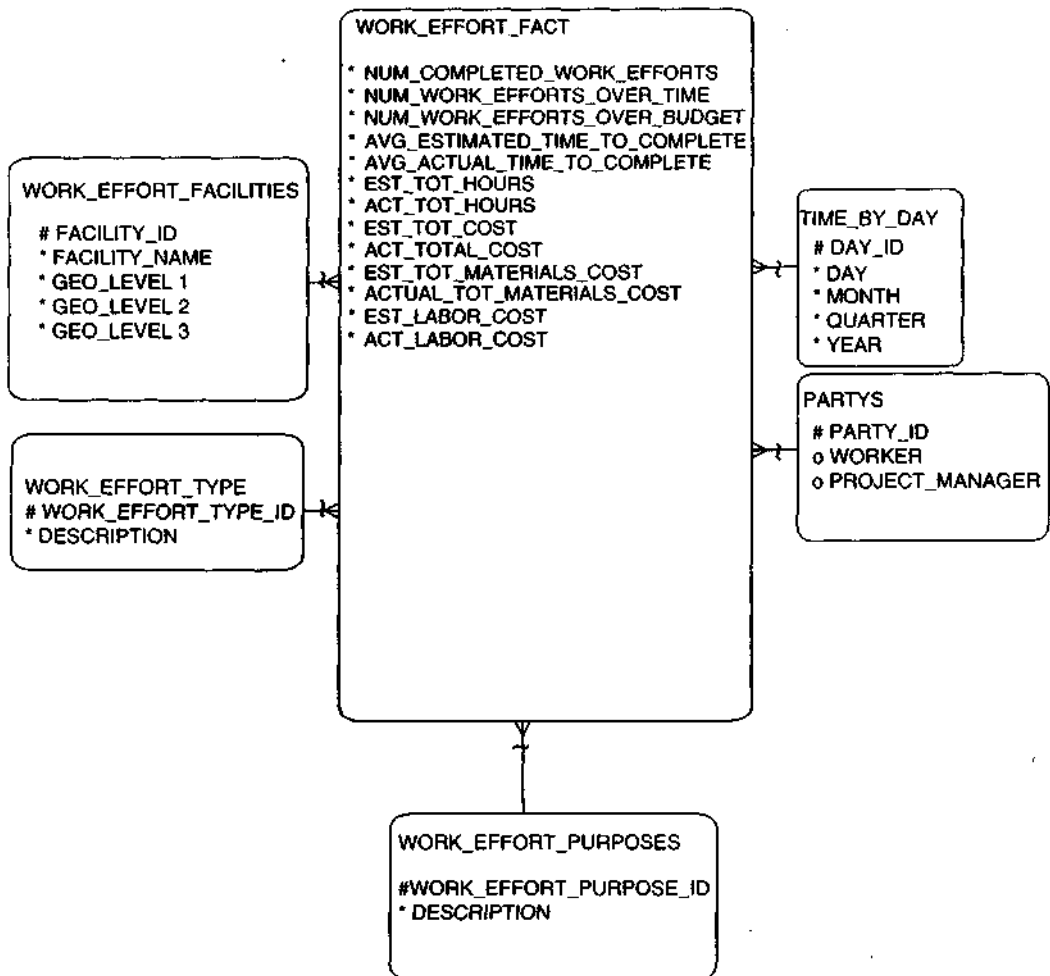 WORK_EFFORT_FACT
* NUM_COMPLETED_WORK_EFFORTS
* NUM_WORK_EFFORTS_OVER_TIME
* NUM_WORK_EFFORTS_OVER_BUDGET
* AVG_ESTIMATED_TIME_TO_COMPLETE
* AVG_ACTUAL_TIME_TO_COMPLETE
* EST_TOT_HOURS
* ACT_TOT_HOURS
* EST_TOT_COST
* ACT_TOTAL_COST
* EST_TOT_MATERIALS_COST
* ACTUAL_TOT_MATERIALS_COST
* EST_LABOR_COST
* ACT_LABOR_COST
WORK_EFFORT_FACILITIES
# FACILITY_ID
* FACILITY_NAME
* GEO_LEVEL 1
* GEO_LEVEL 2
* GEO_LEVEL 3
TIME_BY_DAY
# DAY_ID
* DAY
* MONTH
* QUARTER
* YEAR
PARTYS
# PARTY_ID
o WORKER
o PROJECT_MANAGER
WORK_EFFORT_TYPE
# WORK_EFFORT_TYPE_ID
* DESCRIPTION
WORK_EFFORT_PURPOSES
#WORK_EFFORT_PURPOSE_ID
* DESCRIPTION